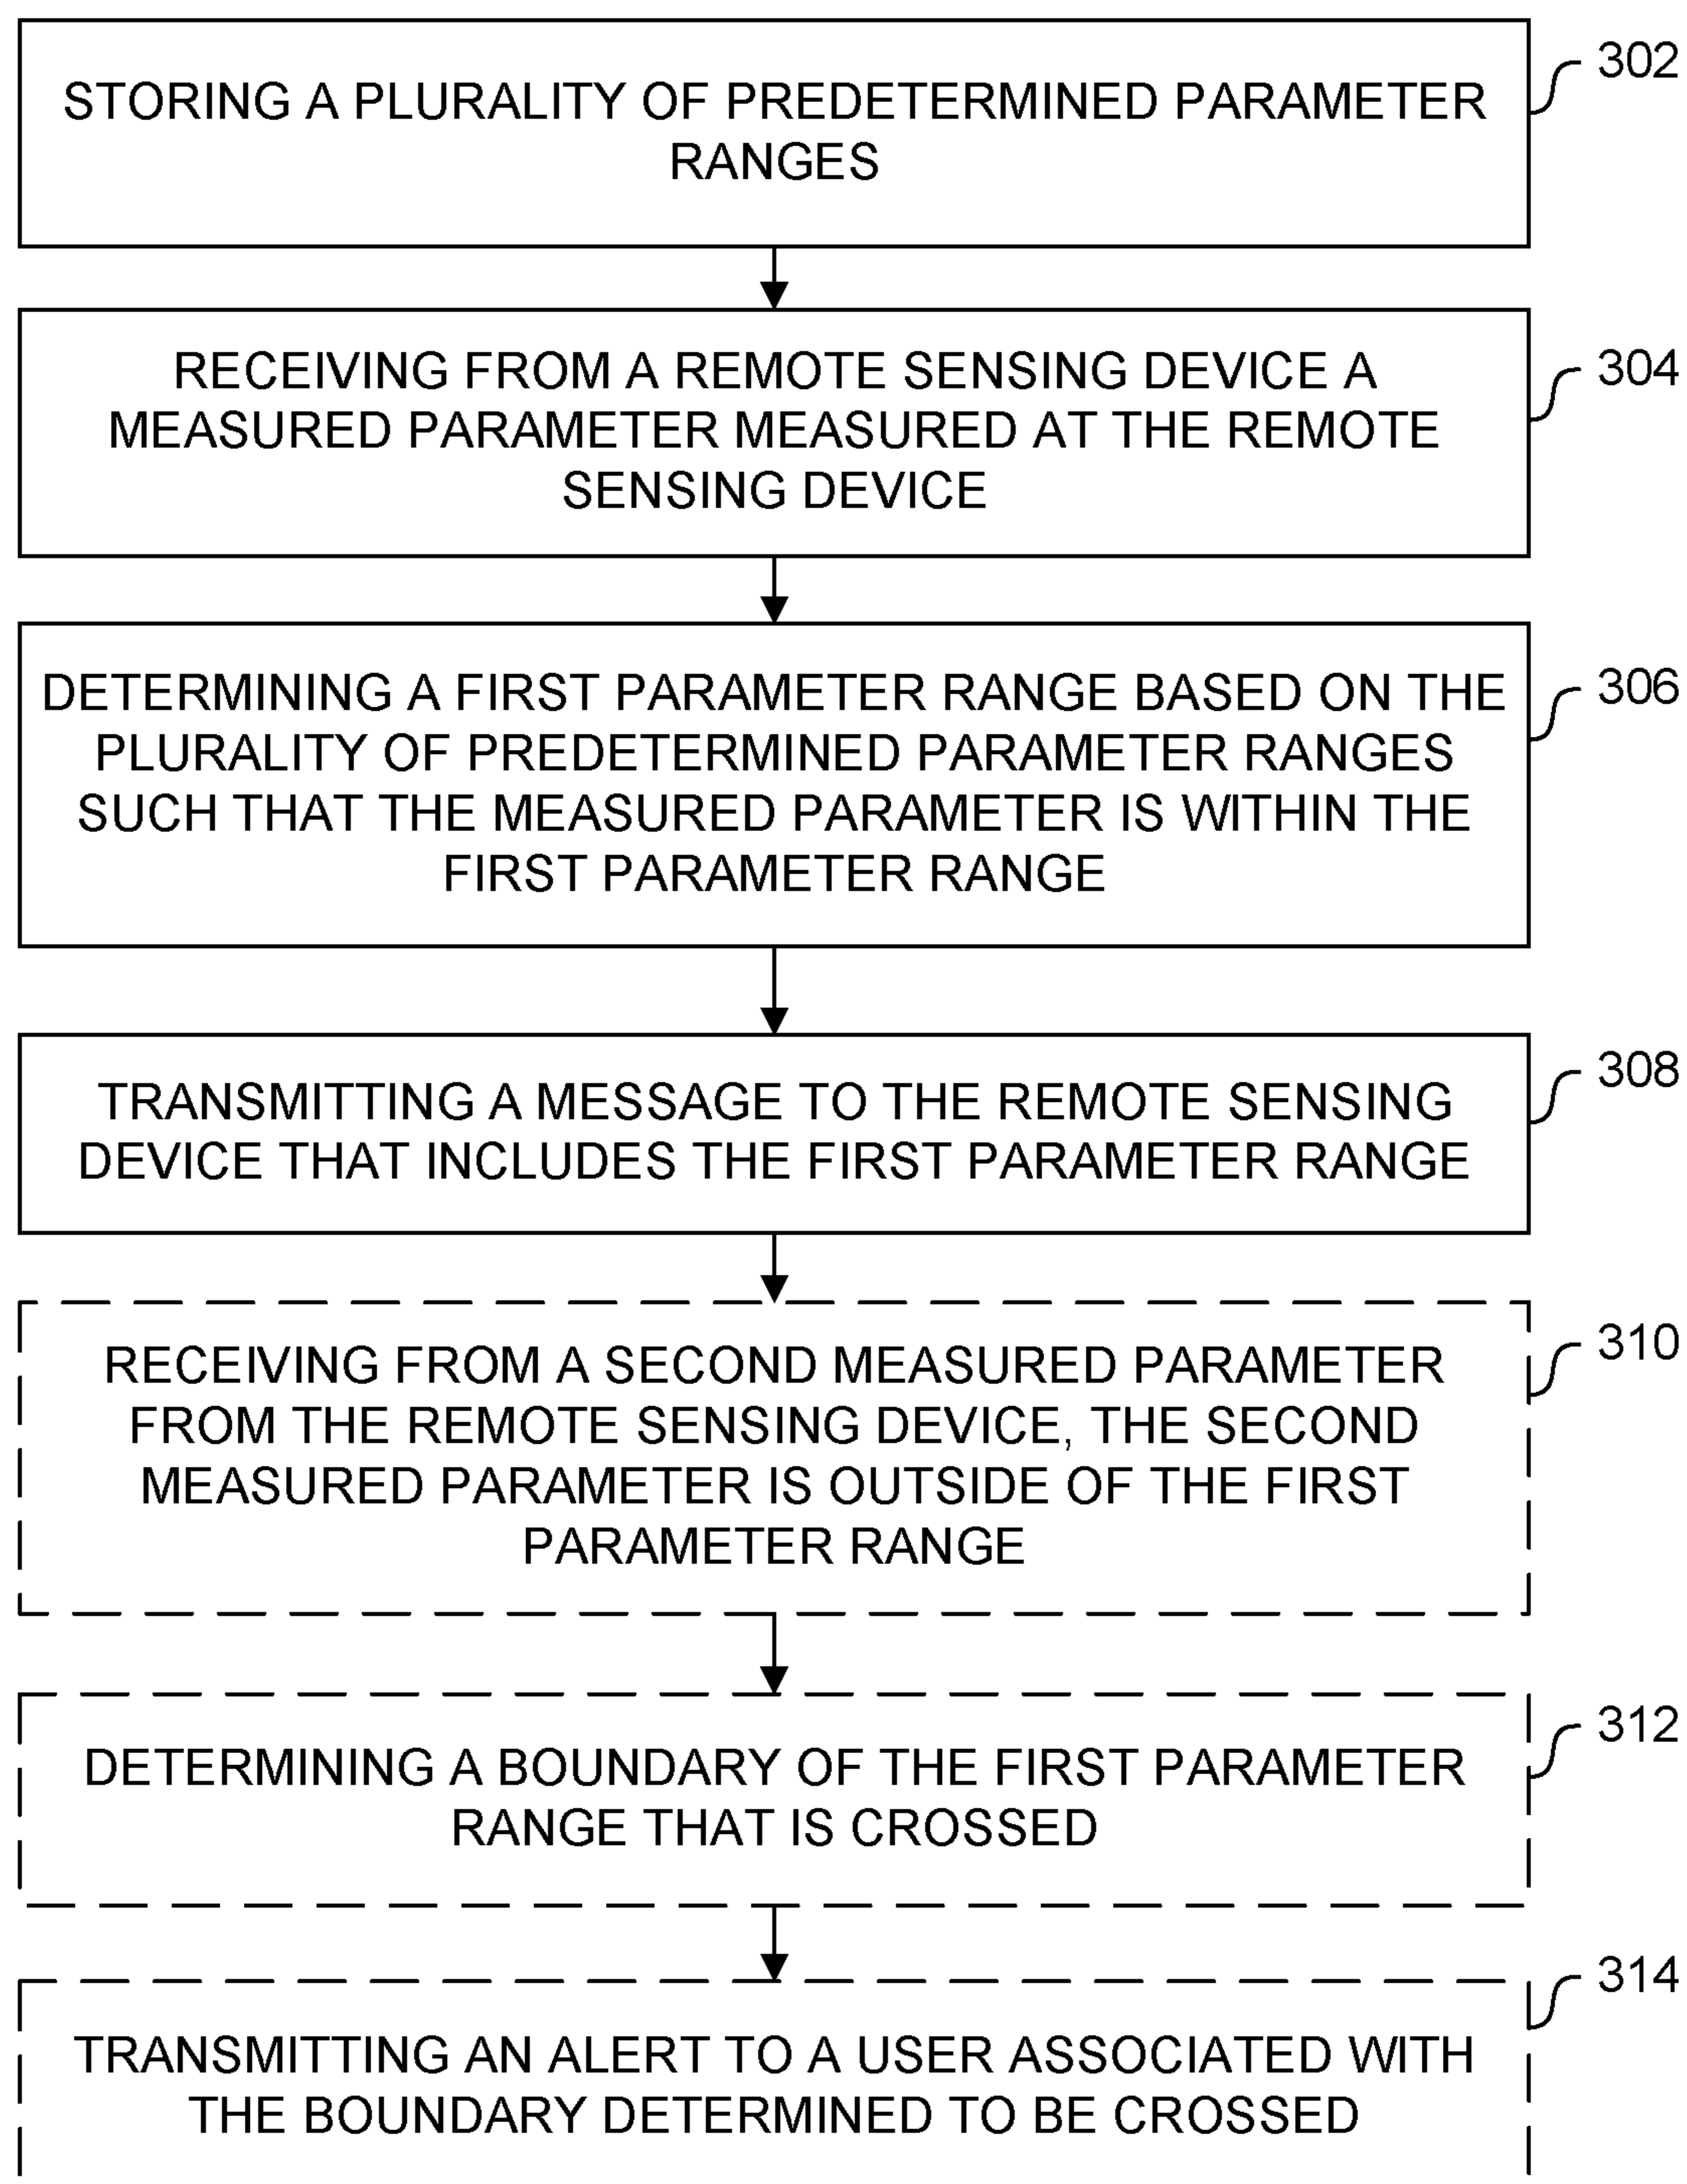 STORING A PLURALITY OF PREDETERMINED PARAMETER
RANGES
302
RECEIVING FROM A REMOTE SENSING DEVICE A
MEASURED PARAMETER MEASURED AT THE REMOTE
SENSING DEVICE
304
DETERMINING A FIRST PARAMETER RANGE BASED ON THE
PLURALITY OF PREDETERMINED PARAMETER RANGES
SUCH THAT THE MEASURED PARAMETER IS WITHIN THE
FIRST PARAMETER RANGE
306
TRANSMITTING A MESSAGE TO THE REMOTE SENSING
DEVICE THAT INCLUDES THE FIRST PARAMETER RANGE
308
RECEIVING FROM A SECOND MEASURED PARAMETER
FROM THE REMOTE SENSING DEVICE, THE SECOND
MEASURED PARAMETER IS OUTSIDE OF THE FIRST
PARAMETER RANGE
310
DETERMINING A BOUNDARY OF THE FIRST PARAMETER
RANGE THAT IS CROSSED
312
TRANSMITTING AN ALERT TO A USER ASSOCIATED WITH
THE BOUNDARY DETERMINED TO BE CROSSED
314